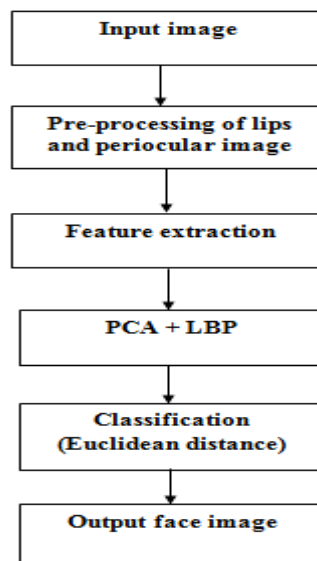 Input image
Pre-processing of lips
and periocular image
Feature extraction
PCA + LBP
Classification
(Euclidean distance)
Output face image